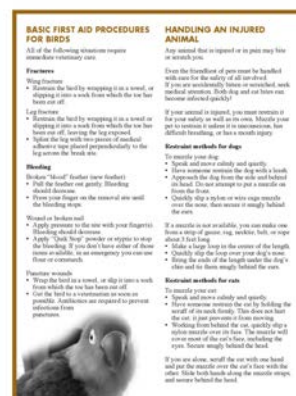 BASIC FIRST AID PROCEDURES
FOR BIRDS
All of the following situations require
immediate veterinary care.
Fractures
Wing fracture
• Restrain the bird by wrapping it in a towel, or
slipping it into a sock from which the toe has
been cut off.
Leg fracture
• Restrain the bird by wrapping it in a towel, or
slipping it into a sock from which the toe has
been cut off, leaving the leg exposed.
• Splint the leg with two pieces of medical
adhesive tape placed perpendicularly to the
leg across the break site.
Bleeding
Broken "blood" feather (new feather)
• Pull the feather out gently. Bleeding
should decrease.
• Press your finger on the removal site until
the bleeding stops.
Wound or broken nail
• Apply pressure to the site with your finger(s).
Bleeding should decrease.
• Apply "Quik Stop" powder or styptic to stop
the bleeding. If you don't have either of those
items available, in an emergency you can use
flour or cornstarch.
Puncture wounds
• Wrap the bird in a towel, or slip it into a sock
from which the toe has been cut off.
• Get the bird to a veterinarian as soon as
possible. Antibiotics are required to prevent
infections from
punctures.
HANDLING AN INJURED
ANIMAL
Any animal that is injured or in pain may bite
or scratch you.
Even the friendliest of pets must be handled
with care for the safety of all involved.
If you are accidentally bitten or scratched, seek
medical attention. Both dog and cat bites can
become infected quickly!
If your animal is injured, you must restrain it
for your safety as well as its own. Muzzle your
pet to restrain it unless it is unconscious, has
difficulty breathing, or has a mouth injury.
Restraint methods for dogs
To muzzle your dog:
• Speak and move calmly and quietly.
• Have someone restrain the dog with a leash.
• Approach the dog from the side and behind
its head. Do not attempt to put a muzzle on
from the front.
• Quickly slip a nylon or wire cage muzzle
over the nose, then secure it snugly behind
the ears.
If a muzzle is not available, you can make one
from a strip of gauze, rag, necktie, belt, or rope
about 3 feet long.
• Make a large loop in the center of the length.
• Quickly slip the loop over your dog's nose.
• Bring the ends of the length under the dog's
chin and tie them snugly behind the ears.
Restraint methods for cats
To muzzle your cat:
• Speak and move calmly and quietly.
• Have someone restrain the cat by holding the
scruff of its neck firmly. This does not hurt
the cat; it just prevents it from moving.
• Working from behind the cat, quickly slip a
nylon muzzle over its face. The muzzle will
cover most of the cat's face, including the
eyes. Secure snugly behind the head.
If you are alone, scruff the cat with one hand
and put the muzzle over the cat's face with the
other. Slide both hands along the muzzle straps,
and secure behind the head.